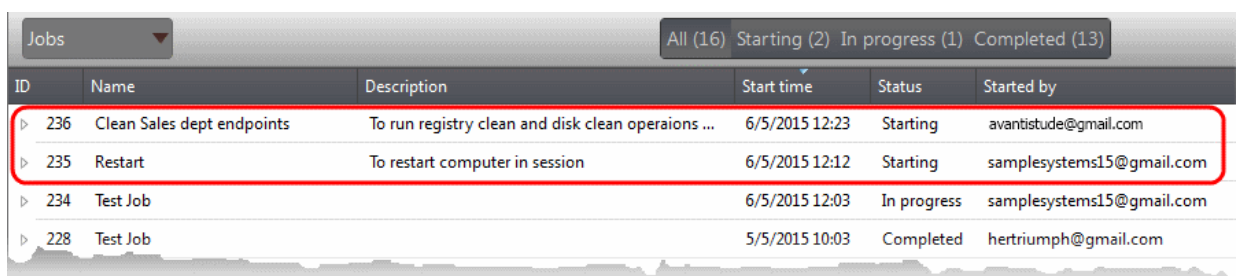 Jobs All (16) Starting (2) In progress (1) Completed (13)
ID Name Description Start time Status Started by
236 Clean Sales dept endpoints To run registry clean and disk clean operaions ... 6/5/2015 12:23 Starting avantistude@gmail.com
235 Restart To restart computer in session 6/5/2015 12:12 Starting samplesystems15@gmail.com
234 Test Job 6/5/2015 12:03 In progress samplesystems15@gmail.com
228 Test Job 5/5/2015 10:03 Completed hertriumph@gmail.com